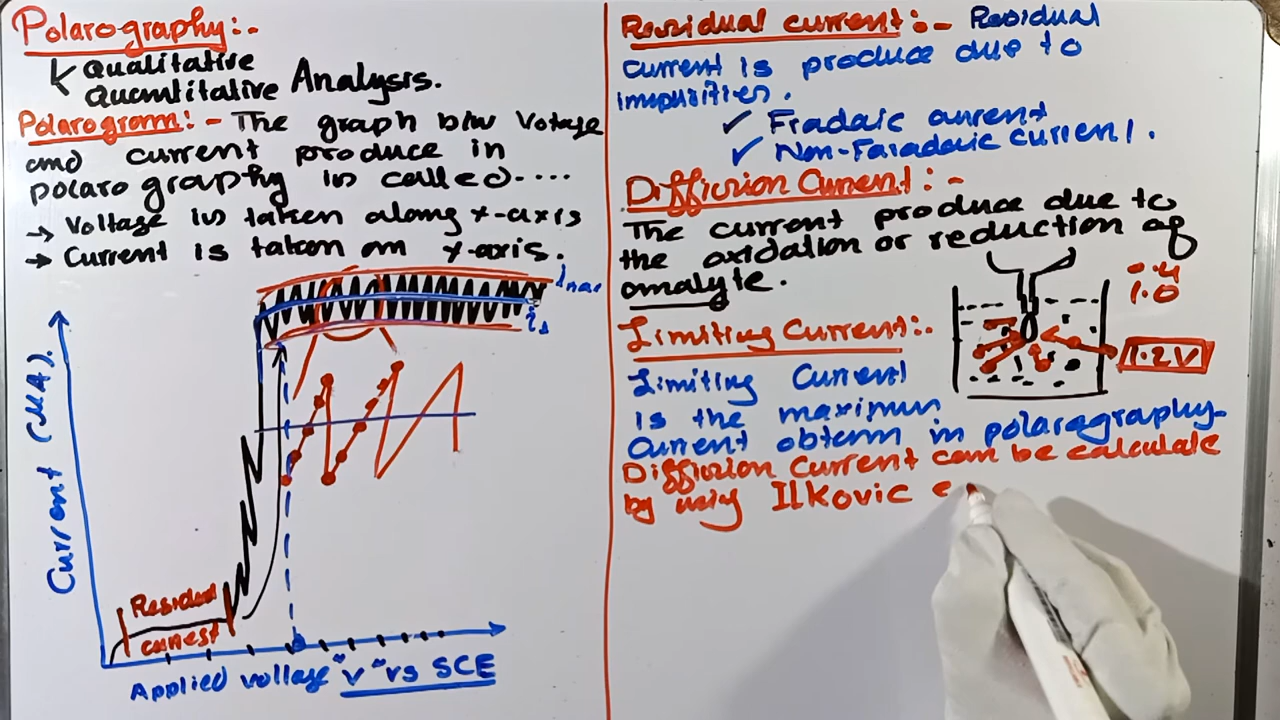 Polarography:-
Qualitative
Quantitative Analysis.
Polarogram:- The graph b/w Votage
and current produce in
polarography is called....
→ Voltage is taken along x-axis
→ Current is taken on Y-axis.
Current (MA).
Residual
current
Applied voltage "v" vs SCE
Residual current:- Residual
current is produce due to
impurities.
✓ Fradaic current
✓ Non-Faradaic current.
Diffusion Current:-
The current produce due to
the oxidation or reduction of
analyte.
1.0
1.2V
Limiting Current:-
Limiting Current
is the maximum
Current obtain in polarography
Diffusion Current can be calculate
by using ILKovic e